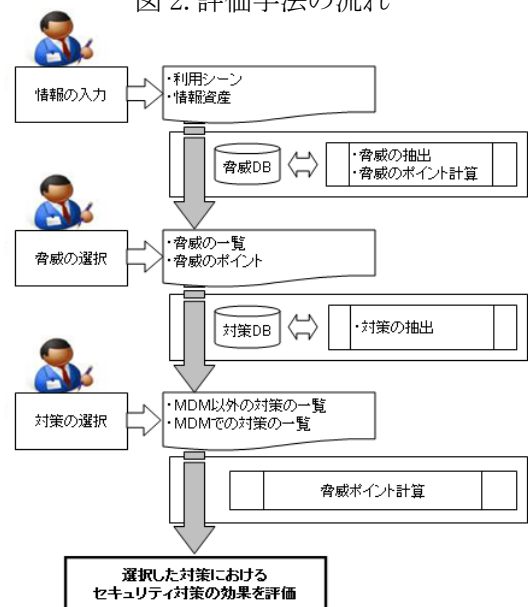 図 2.評価手法の流れ
情報の入力
・利用シーン
・情報資産
脅威DB
・脅威の抽出
・脅威のポイント計算
脅威の選択
・脅威の一覧
・脅威のポイント
対策DB
・対策の抽出
対策の選択
・MDM以外の対策の一覧
・MDMでの対策の一覧
脅威ポイント計算
選択した対策における
セキュリティ対策の効果を評価